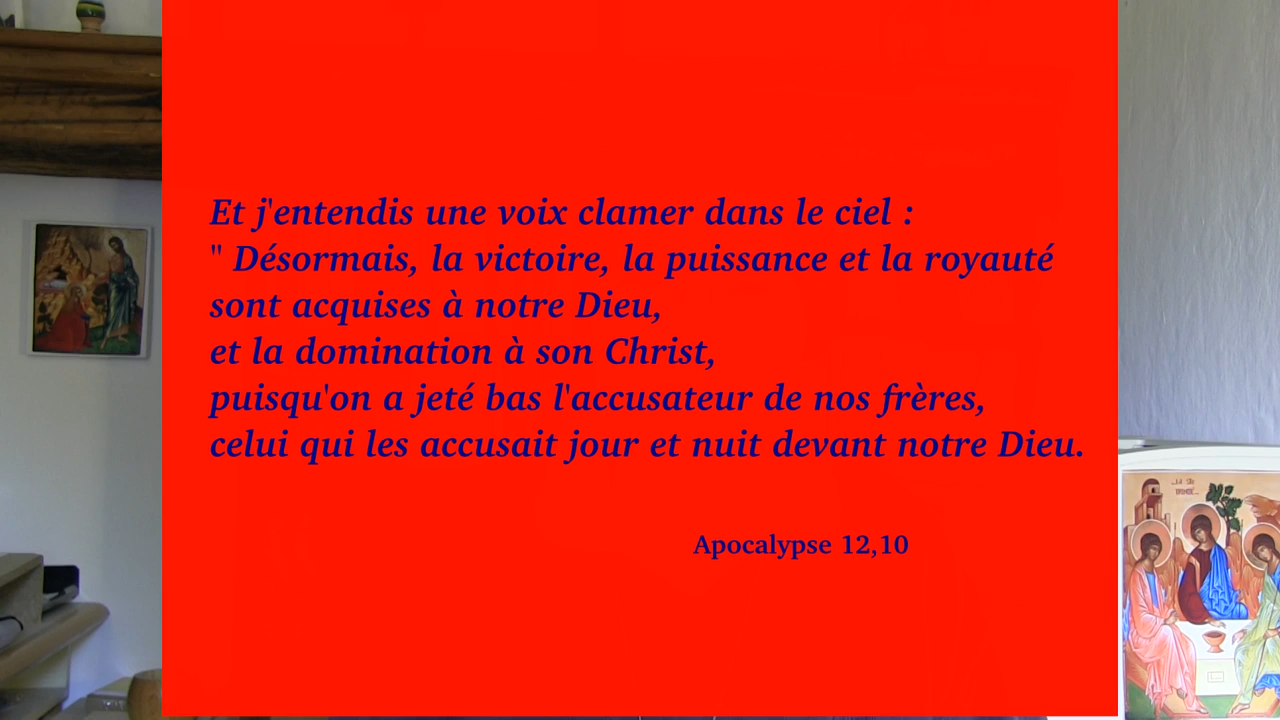 Et j'entendis une voix clamer dans le ciel :
" Désormais, la victoire, la puissance et la royauté
sont acquises à notre Dieu,
et la domination à son Christ,
puisqu'on a jeté bas l'accusateur de nos frères,
celui qui les accusait jour et nuit devant notre Dieu.
Apocalypse 12,10